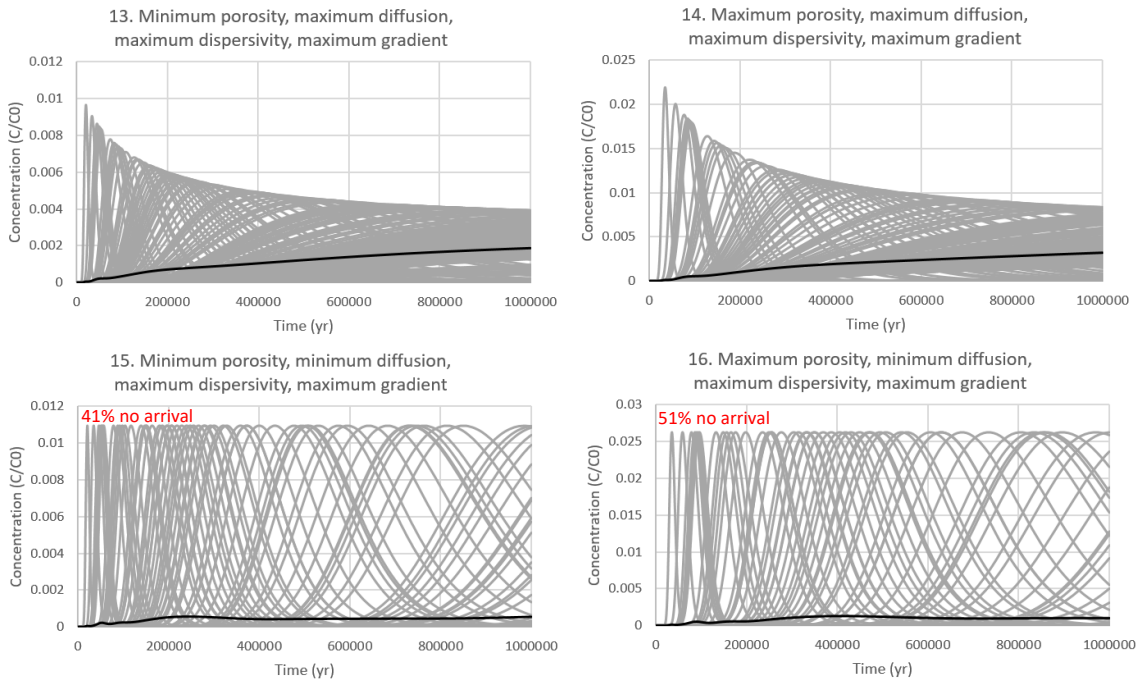 13. Minimum porosity, maximum diffusion,
maximum dispersivity, maximum gradient
0.012
0.01
0.008
0.006
0.004
0.002
0
Concentration (C/C0)
0 200000 400000 600000 800000 1000000
Time (yr)
14. Maximum porosity, maximum diffusion,
maximum dispersivity, maximum gradient
0.025
0.02
0.015
0.01
0.005
0
Concentration (C/C0)
0 200000 400000 600000 800000 1000000
Time (yr)
15. Minimum porosity, minimum diffusion,
maximum dispersivity, maximum gradient
41% no arrival
0.012
0.01
0.008
0.006
0.004
0.002
0
Concentration (C/C0)
0 200000 400000 600000 800000 1000000
Time (yr)
16. Maximum porosity, minimum diffusion,
maximum dispersivity, maximum gradient
51% no arrival
0.03
0.025
0.02
0.015
0.01
0.005
0
Concentration (C/C0)
0 200000 400000 600000 800000 1000000
Time (yr)